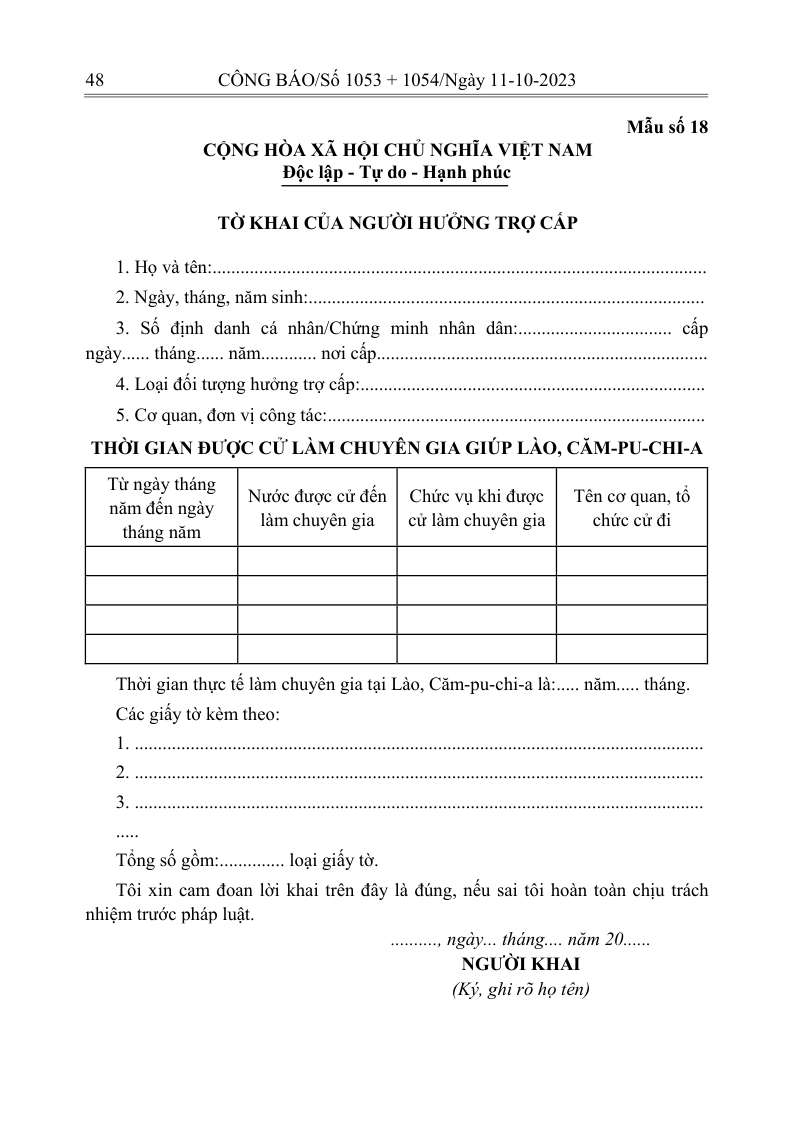 48 CÔNG BÁO/Số 1053 + 1054/Ngày 11-10-2023
Mẫu số 18
CỘNG HÒA XÃ HỘI CHỦ NGHĨA VIỆT NAM
Độc lập - Tự do - Hạnh phúc
TỜ KHAI CỦA NGƯỜI HƯỞNG TRỢ CẤP
1. Họ và tên:..........................................................................................................
2. Ngày, tháng, năm sinh:.....................................................................................
3. Số định danh cá nhân/Chứng minh nhân dân:................................. cấp
ngày...... tháng...... năm............ nơi cấp.......................................................................
4. Loại đối tượng hưởng trợ cấp:..........................................................................
5. Cơ quan, đơn vị công tác:.................................................................................
THỜI GIAN ĐƯỢC CỬ LÀM CHUYÊN GIA GIÚP LÀO, CĂM-PU-CHI-A
Từ ngày tháng
năm đến ngày
tháng năm
Nước được cử đến
làm chuyên gia
Chức vụ khi được
cử làm chuyên gia
Tên cơ quan, tổ
chức cử đi
Thời gian thực tế làm chuyên gia tại Lào, Căm-pu-chi-a là:..... năm..... tháng.
Các giấy tờ kèm theo:
1. ..........................................................................................................................
2. ..........................................................................................................................
3. ..........................................................................................................................
.....
Tổng số gồm:.............. loại giấy tờ.
Tôi xin cam đoan lời khai trên đây là đúng, nếu sai tôi hoàn toàn chịu trách
nhiệm trước pháp luật.
.........., ngày... tháng.... năm 20......
NGƯỜI KHAI
(Ký, ghi rõ họ tên)